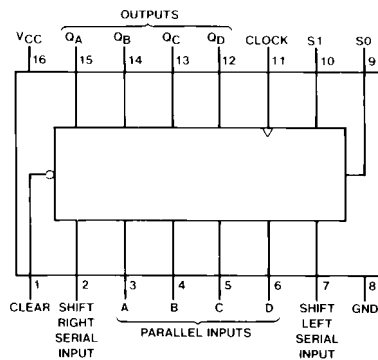 OUTPUTS
VCC QA QB QC QD CLOCK S1 S0
16 15 14 13 12 11 10 9
1 2 3 4 5 6 7 8
CLEAR SHIFT RIGHT SERIAL INPUT A B C D SHIFT LEFT SERIAL INPUT GND
PARALLEL INPUTS